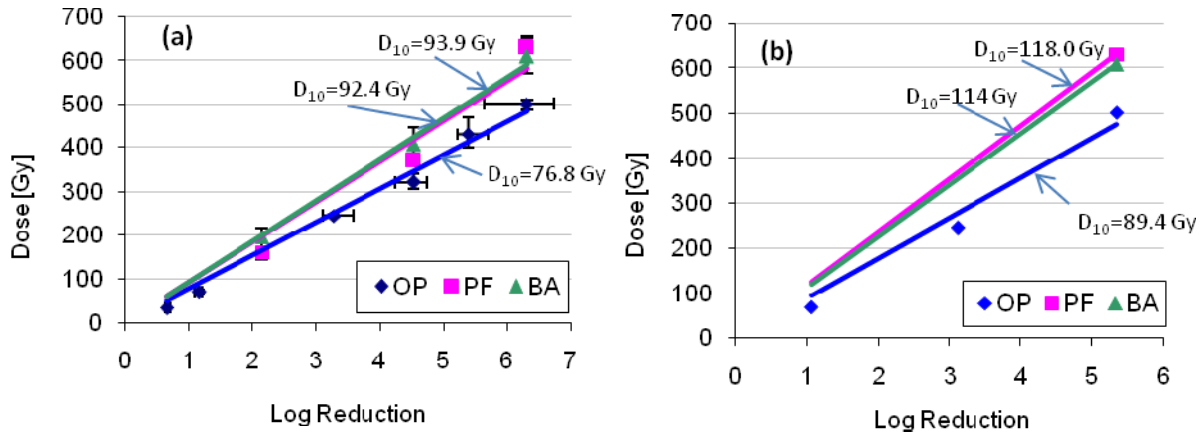 (a)
Dose [Gy]
700
600
500
400
300
200
100
0
0 1 2 3 4 5 6 7
Log Reduction
D10=93.9 Gy
D10=92.4 Gy
D10=76.8 Gy
OP PF BA
(b)
Dose [Gy]
700
600
500
400
300
200
100
0
0 1 2 3 4 5 6
Log Reduction
D10=118.0 Gy
D10=114 Gy
D10=89.4 Gy
OP PF BA